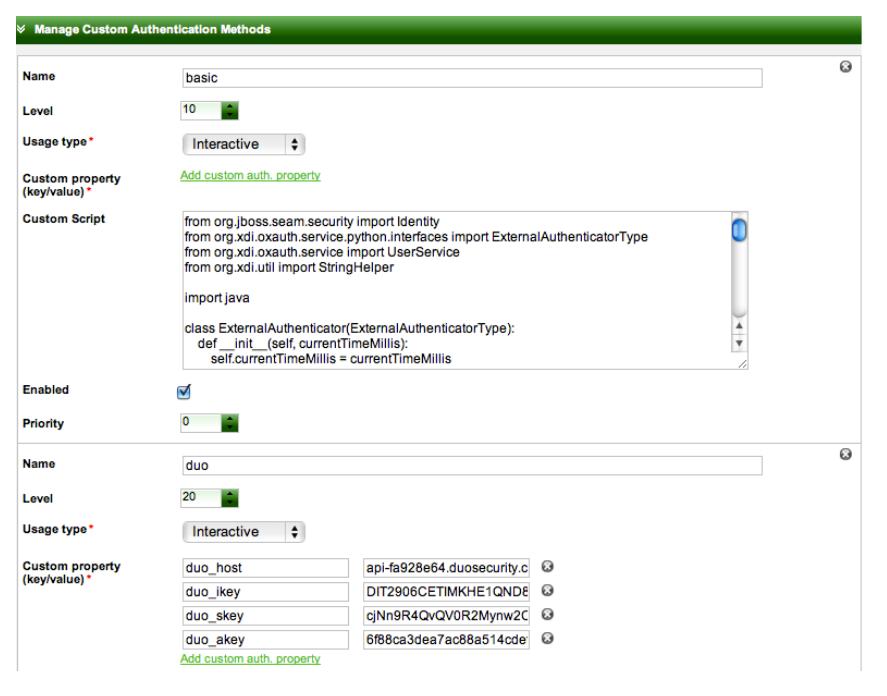 Manage Custom Authentication Methods
Name basic
Level 10
Usage type * Interactive
Custom property (key/value) * Add custom auth. property
Custom Script
from org.jboss.seam.security import Identity
from org.xdi.oxauth.service.python.interfaces import ExternalAuthenticatorType
from org.xdi.oxauth.service import UserService
from org.xdi.util import StringHelper
import java
class ExternalAuthenticator(ExternalAuthenticatorType):
def __init__(self, currentTimeMillis):
self.currentTimeMillis = currentTimeMillis
Enabled
Priority 0
Name duo
Level 20
Usage type * Interactive
Custom property (key/value) *
duo_host api-fa928e64.duosecurity.c
duo_ikey DIT2906CETIMKHE1QND8
duo_skey cjNn9R4QvQV0R2Mynw2C
duo_akey 6f88ca3dea7ac88a514cde
Add custom auth. property